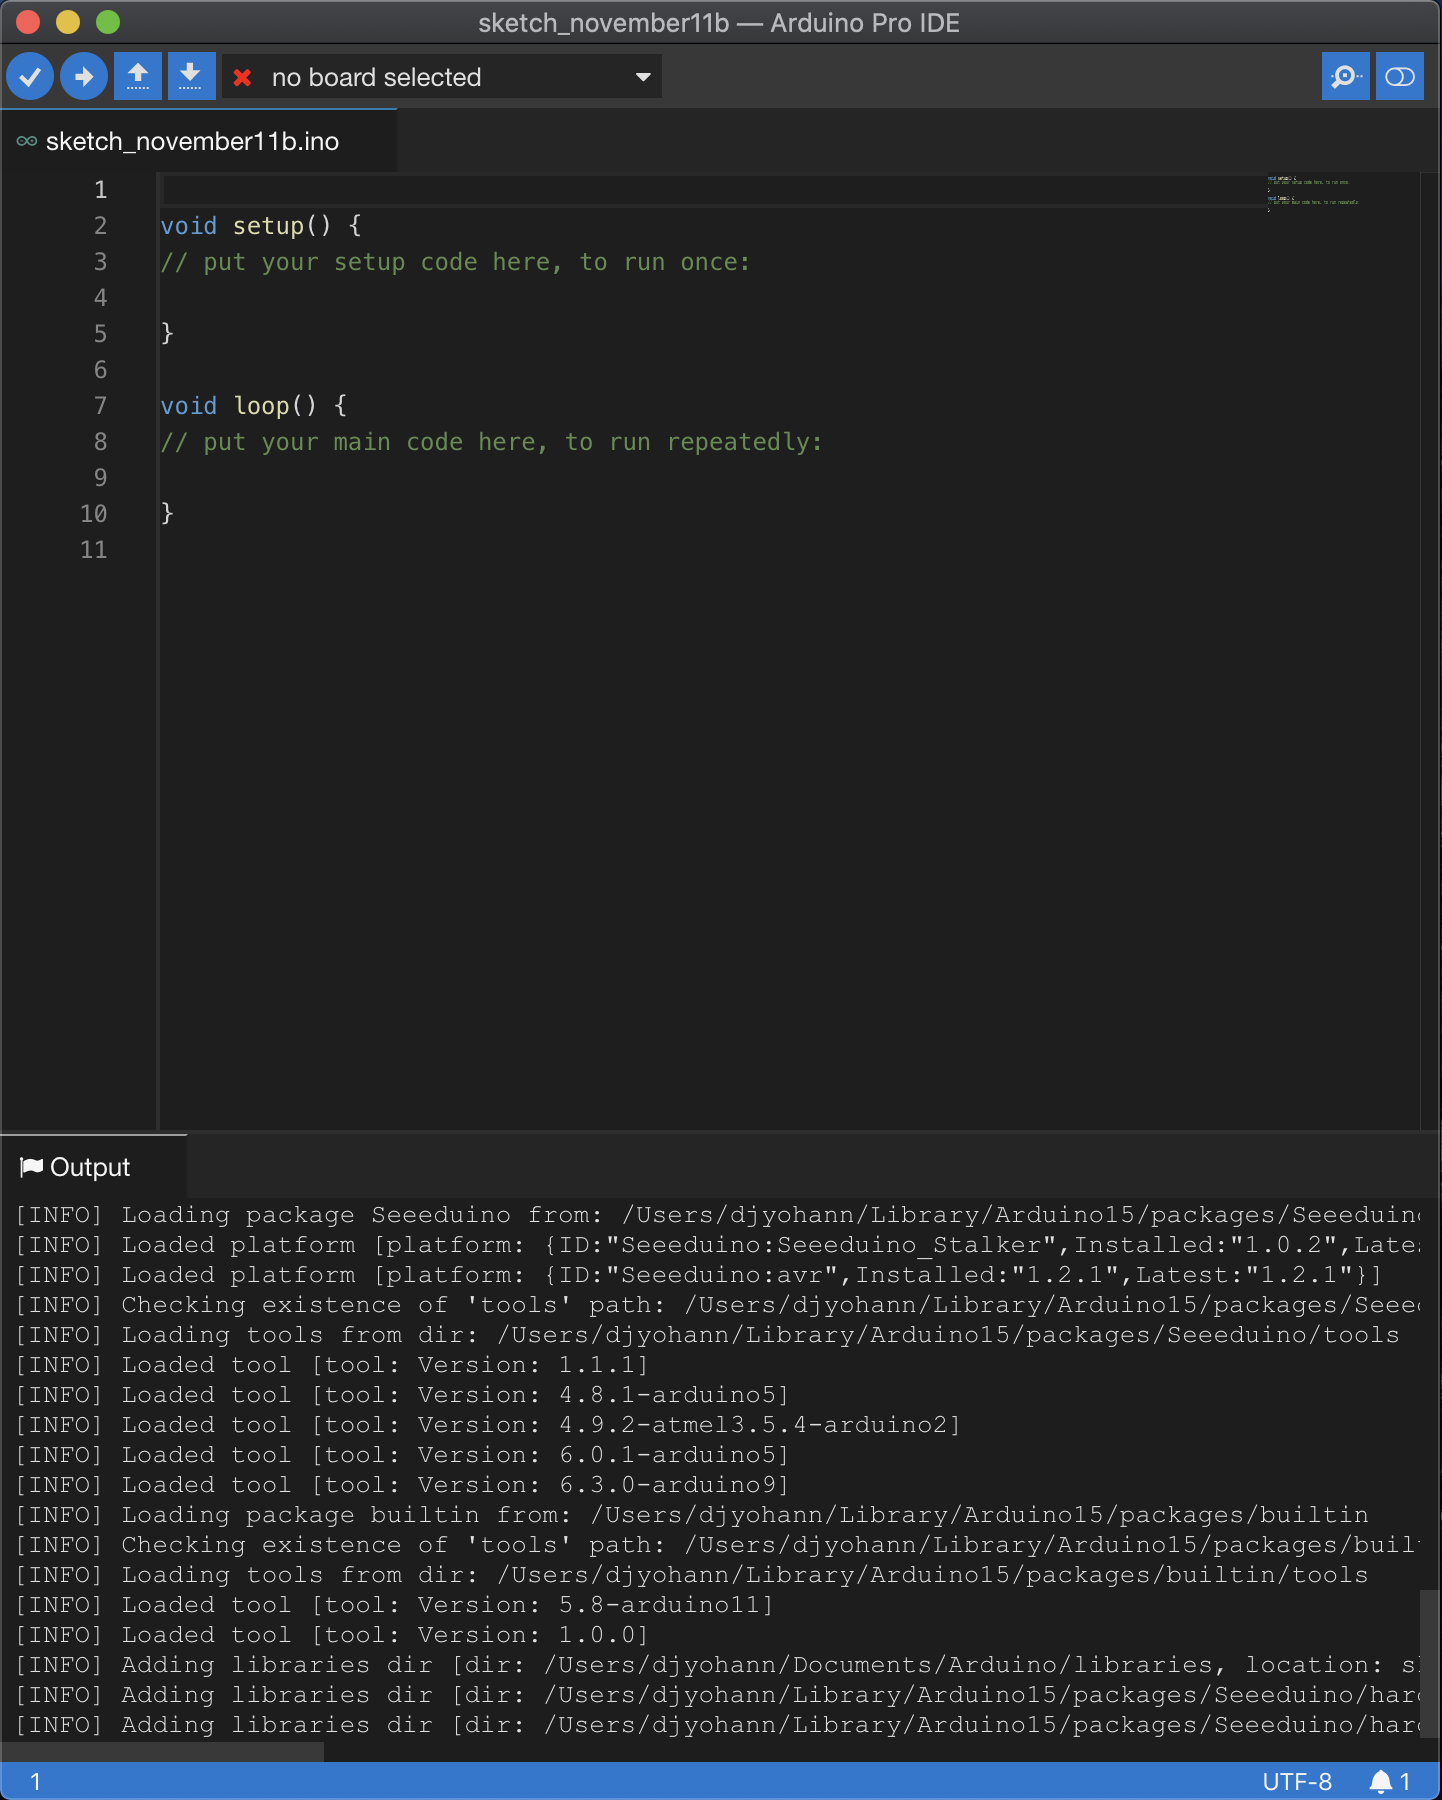 sketch_november11b — Arduino Pro IDE
no board selected
sketch_november11b.ino
1
2 void setup() {
3 // put your setup code here, to run once:
4
5 }
6
7 void loop() {
8 // put your main code here, to run repeatedly:
9
10 }
11
Output
[INFO] Loading package Seeeduino from: /Users/djyohann/Library/Arduino15/packages/Seeeduino
[INFO] Loaded platform [platform: {ID:"Seeeduino:Seeeduino_Stalker",Installed:"1.0.2",Late
[INFO] Loaded platform [platform: {ID:"Seeeduino:avr",Installed:"1.2.1",Latest:"1.2.1"}]
[INFO] Checking existence of 'tools' path: /Users/djyohann/Library/Arduino15/packages/Seee
[INFO] Loading tools from dir: /Users/djyohann/Library/Arduino15/packages/Seeeduino/tools
[INFO] Loaded tool [tool: Version: 1.1.1]
[INFO] Loaded tool [tool: Version: 4.8.1-arduino5]
[INFO] Loaded tool [tool: Version: 4.9.2-atmel3.5.4-arduino2]
[INFO] Loaded tool [tool: Version: 6.0.1-arduino5]
[INFO] Loaded tool [tool: Version: 6.3.0-arduino9]
[INFO] Loading package builtin from: /Users/djyohann/Library/Arduino15/packages/builtin
[INFO] Checking existence of 'tools' path: /Users/djyohann/Library/Arduino15/packages/buil
[INFO] Loading tools from dir: /Users/djyohann/Library/Arduino15/packages/builtin/tools
[INFO] Loaded tool [tool: Version: 5.8-arduino11]
[INFO] Loaded tool [tool: Version: 1.0.0]
[INFO] Adding libraries dir [dir: /Users/djyohann/Documents/Arduino/libraries, location: s
[INFO] Adding libraries dir [dir: /Users/djyohann/Library/Arduino15/packages/Seeeduino/har
[INFO] Adding libraries dir [dir: /Users/djyohann/Library/Arduino15/packages/Seeeduino/har
1 UTF-8 1